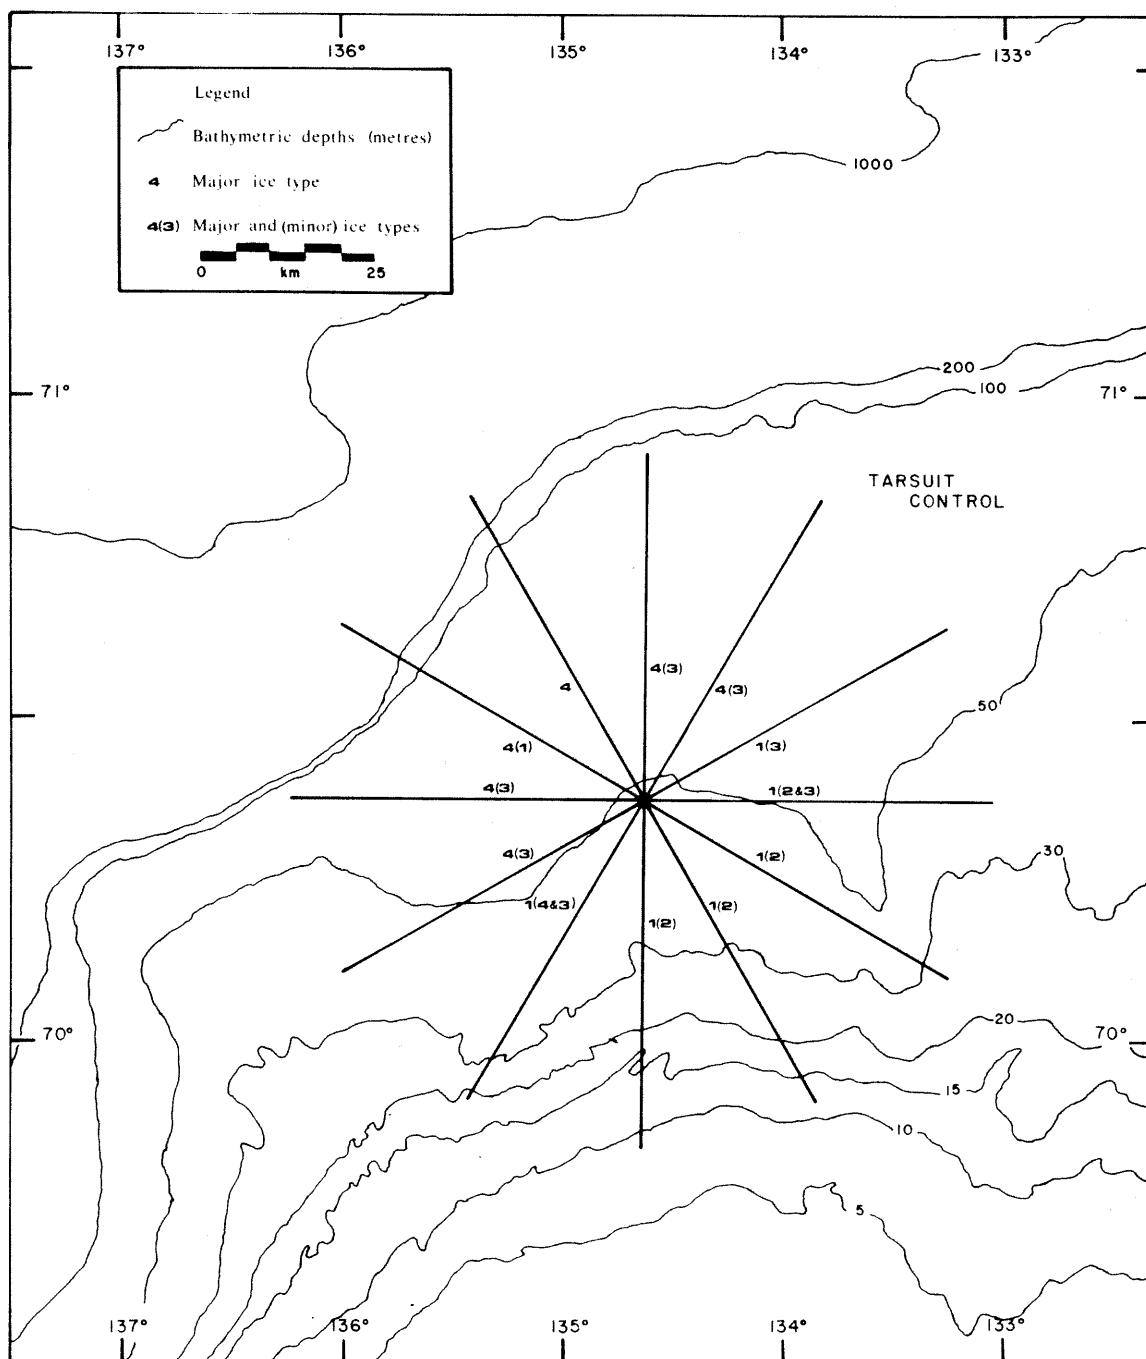 137° 136° 135° 134° 133°
Legend
Bathymetric depths (metres)
4 Major ice type
4(3) Major and (minor) ice types
0 km 25
1000
200
71° 100 71°
TARSUIT
CONTROL
4(3)
4 4(3)
50
4(1) 1(3)
4(3) 1(2&3)
4(3) 1(2) 30
1(4&3) 1(2) 1(2)
20
70° 70°
15
10
5
137° 136° 135° 134° 133°